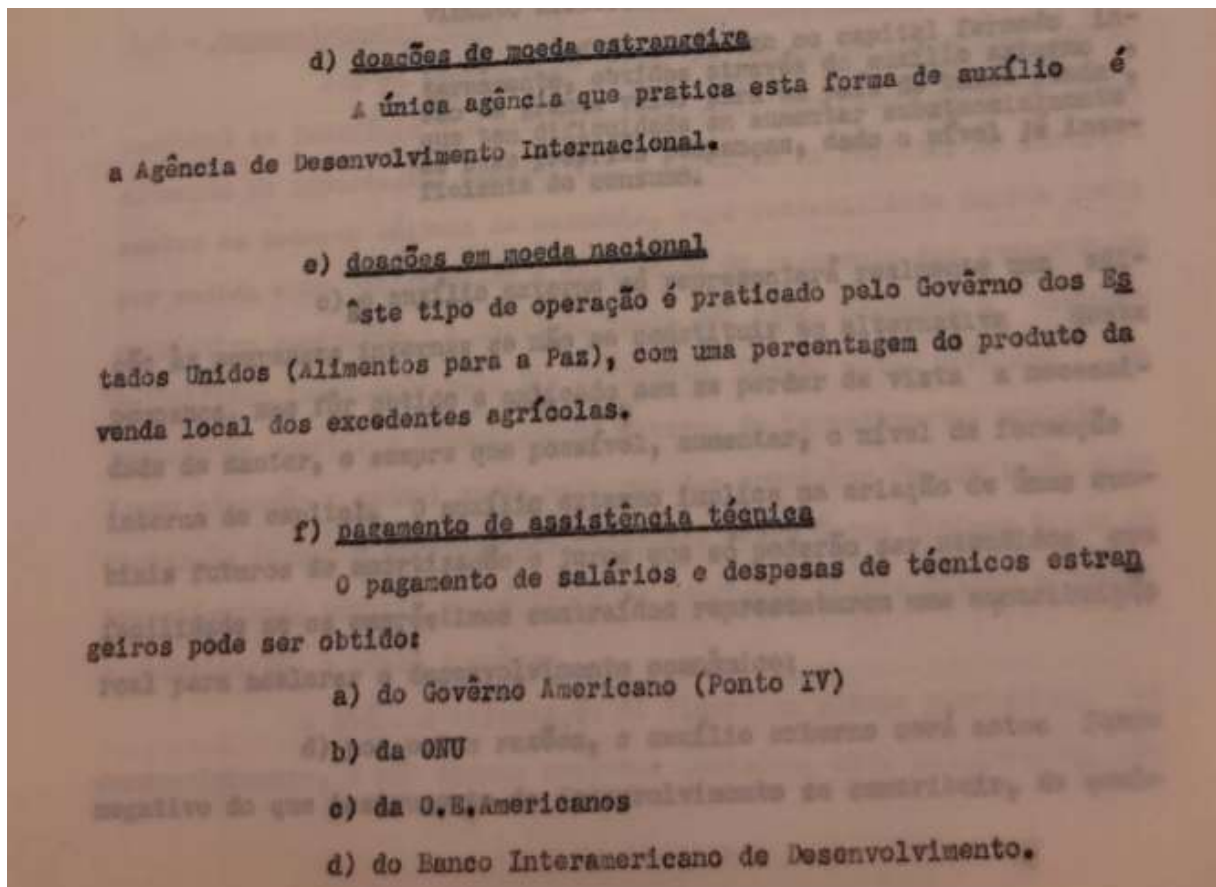 d) doações de moeda estrangeira
A única agência que pratica esta forma de auxílio é
a Agência de Desenvolvimento Internacional.
e) doações em moeda nacional
Êste tipo de operação é praticado pelo Govêrno dos Es
tados Unidos (Alimentos para a Paz), com uma percentagem do produto da
venda local dos excedentes agrícolas.
f) pagamento de assistência técnica
O pagamento de salários e despesas de técnicos estran
geiros pode ser obtido:
a) do Govêrno Americano (Ponto IV)
b) da ONU
c) da O.E.Americanos
d) do Banco Interamericano de Desenvolvimento.